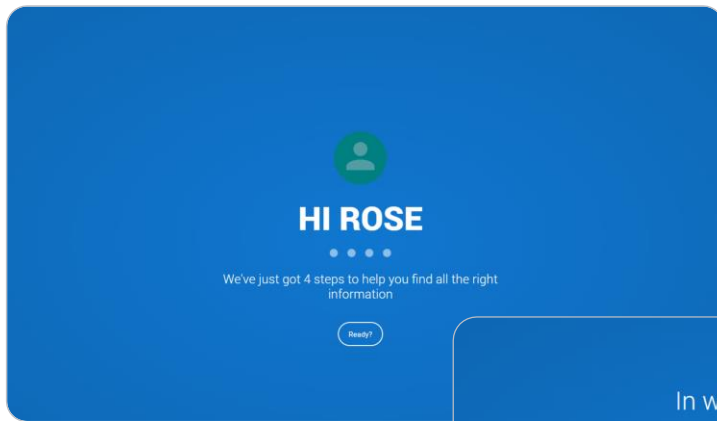 HI ROSE
We've just got 4 steps to help you find all the right
information
Ready?
In